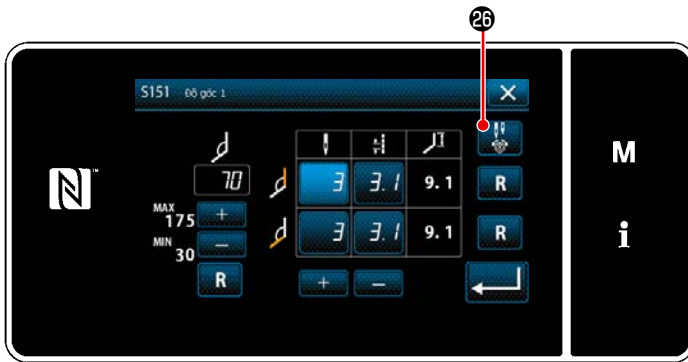 26
S151 Độ góc 1
70
3 3.1 9.1 R
MAX
175 +
MIN
30 −
3 3.1 9.1 R
R + −
M
i
N